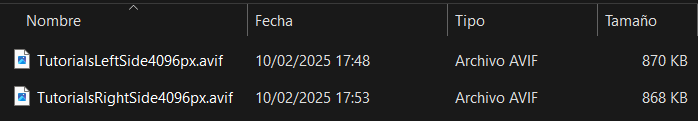 Nombre Fecha Tipo Tamaño
TutorialsLeftSide4096px.avif 10/02/2025 17:48 Archivo AVIF 870 KB
TutorialsRightSide4096px.avif 10/02/2025 17:53 Archivo AVIF 868 KB